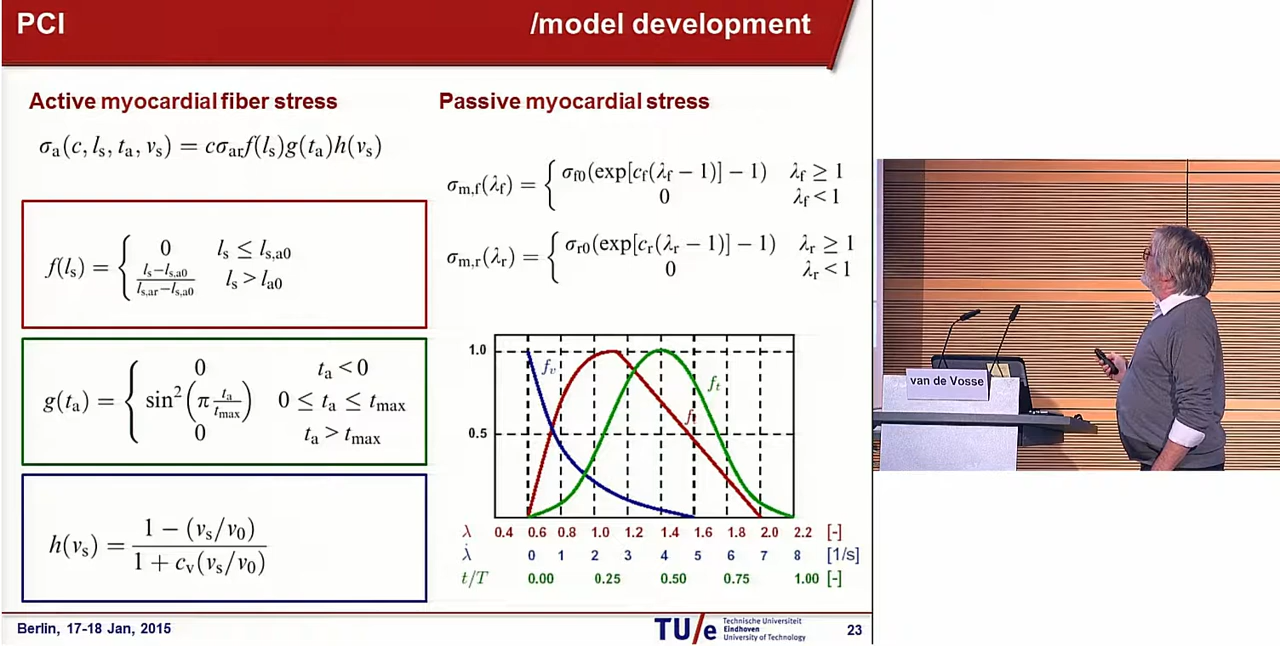 PCI /model development
Active myocardial fiber stress
σa(c, ls, ta, vs) = cσar f(ls)g(ta)h(vs)
f(ls) = { 0 ls ≤ ls,a0
(ls−ls,a0)/(ls,ar−ls,a0) ls > la0
g(ta) = { 0 ta < 0
sin²(π ta/tmax) 0 ≤ ta ≤ tmax
0 ta > tmax
h(vs) = (1 − (vs/v0))/(1 + cv(vs/v0))
Passive myocardial stress
σm,f(λf) = { σf0(exp[cf(λf − 1)] − 1) λf ≥ 1
0 λf < 1
σm,r(λr) = { σr0(exp[cr(λr − 1)] − 1) λr ≥ 1
0 λr < 1
1.0
0.5
fv
ft
λ 0.4 0.6 0.8 1.0 1.2 1.4 1.6 1.8 2.0 2.2 [-]
λ̇ 0 1 2 3 4 5 6 7 8 [1/s]
t/T 0.00 0.25 0.50 0.75 1.00 [-]
Berlin, 17-18 Jan, 2015
TU/e
Technische Universiteit
Eindhoven
University of Technology
23
van de Vosse